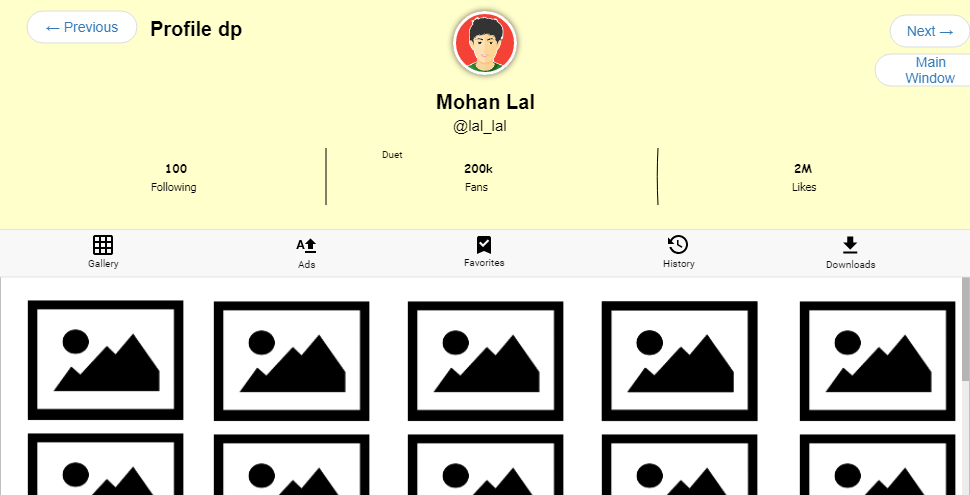 ← Previous
Profile dp
Next →
Main
Window
Mohan Lal
@lal_lal
Duet
100
200k
2M
Following
Fans
Likes
A
Gallery
Ads
Favorites
History
Downloads